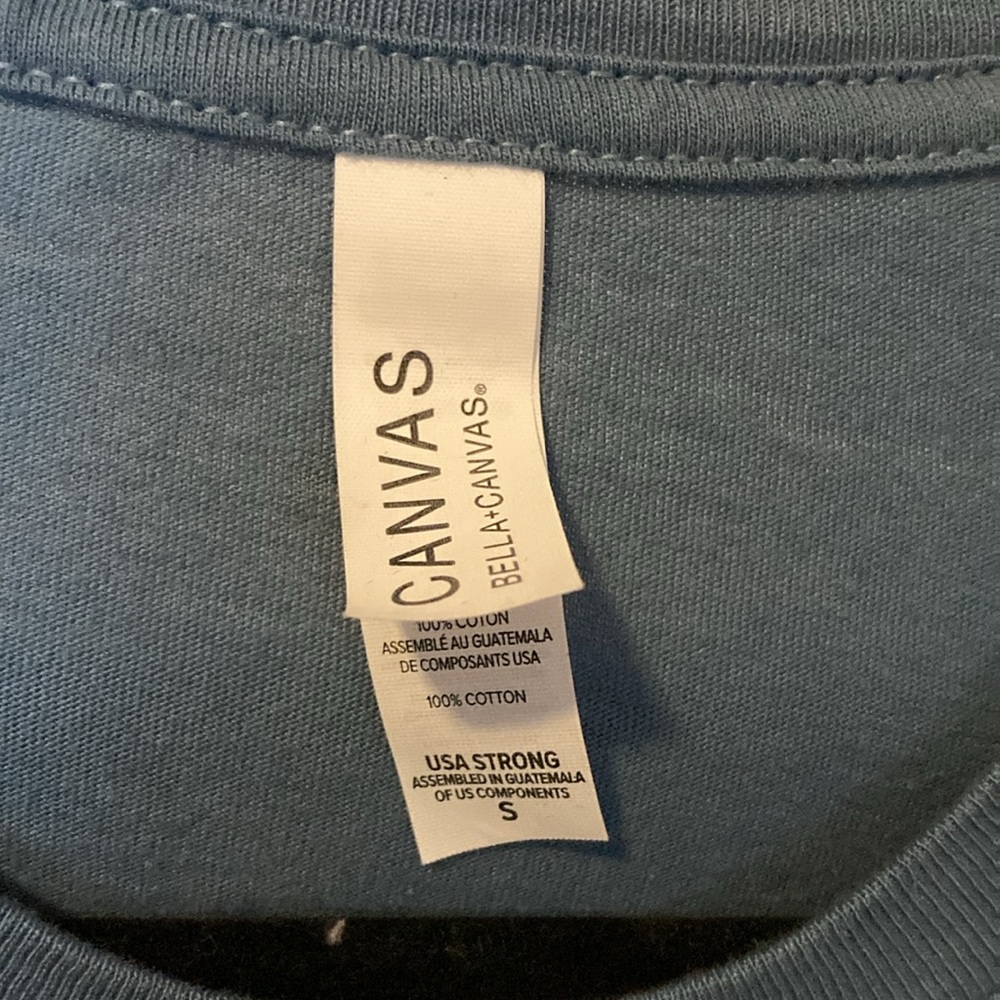 CANVAS
BELLA+CANVAS®
100% COTON
ASSEMBLÉ AU GUATEMALA
DE COMPOSANTS USA
100% COTTON
USA STRONG
ASSEMBLED IN GUATEMALA
OF US COMPONENTS
S